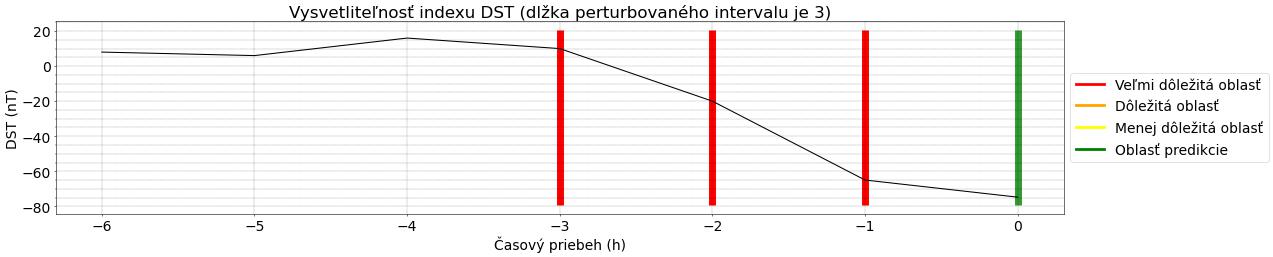 Vysvetliteľnosť indexu DST (dĺžka perturbovaného intervalu je 3)
DST (nT)
20
0
−20
−40
−60
−80
−6 −5 −4 −3 −2 −1 0
Časový priebeh (h)
Veľmi dôležitá oblasť
Dôležitá oblasť
Menej dôležitá oblasť
Oblasť predikcie